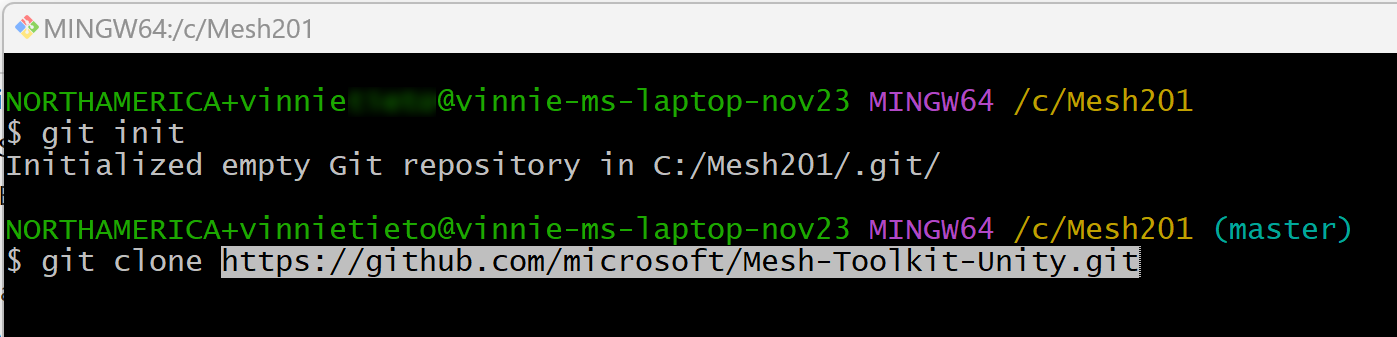 MINGW64:/c/Mesh201
NORTHAMERICA+vinnie @vinnie-ms-laptop-nov23 MINGW64 /c/Mesh201
$ git init
Initialized empty Git repository in C:/Mesh201/.git/
NORTHAMERICA+vinnietieto@vinnie-ms-laptop-nov23 MINGW64 /c/Mesh201 (master)
$ git clone https://github.com/microsoft/Mesh-Toolkit-Unity.git